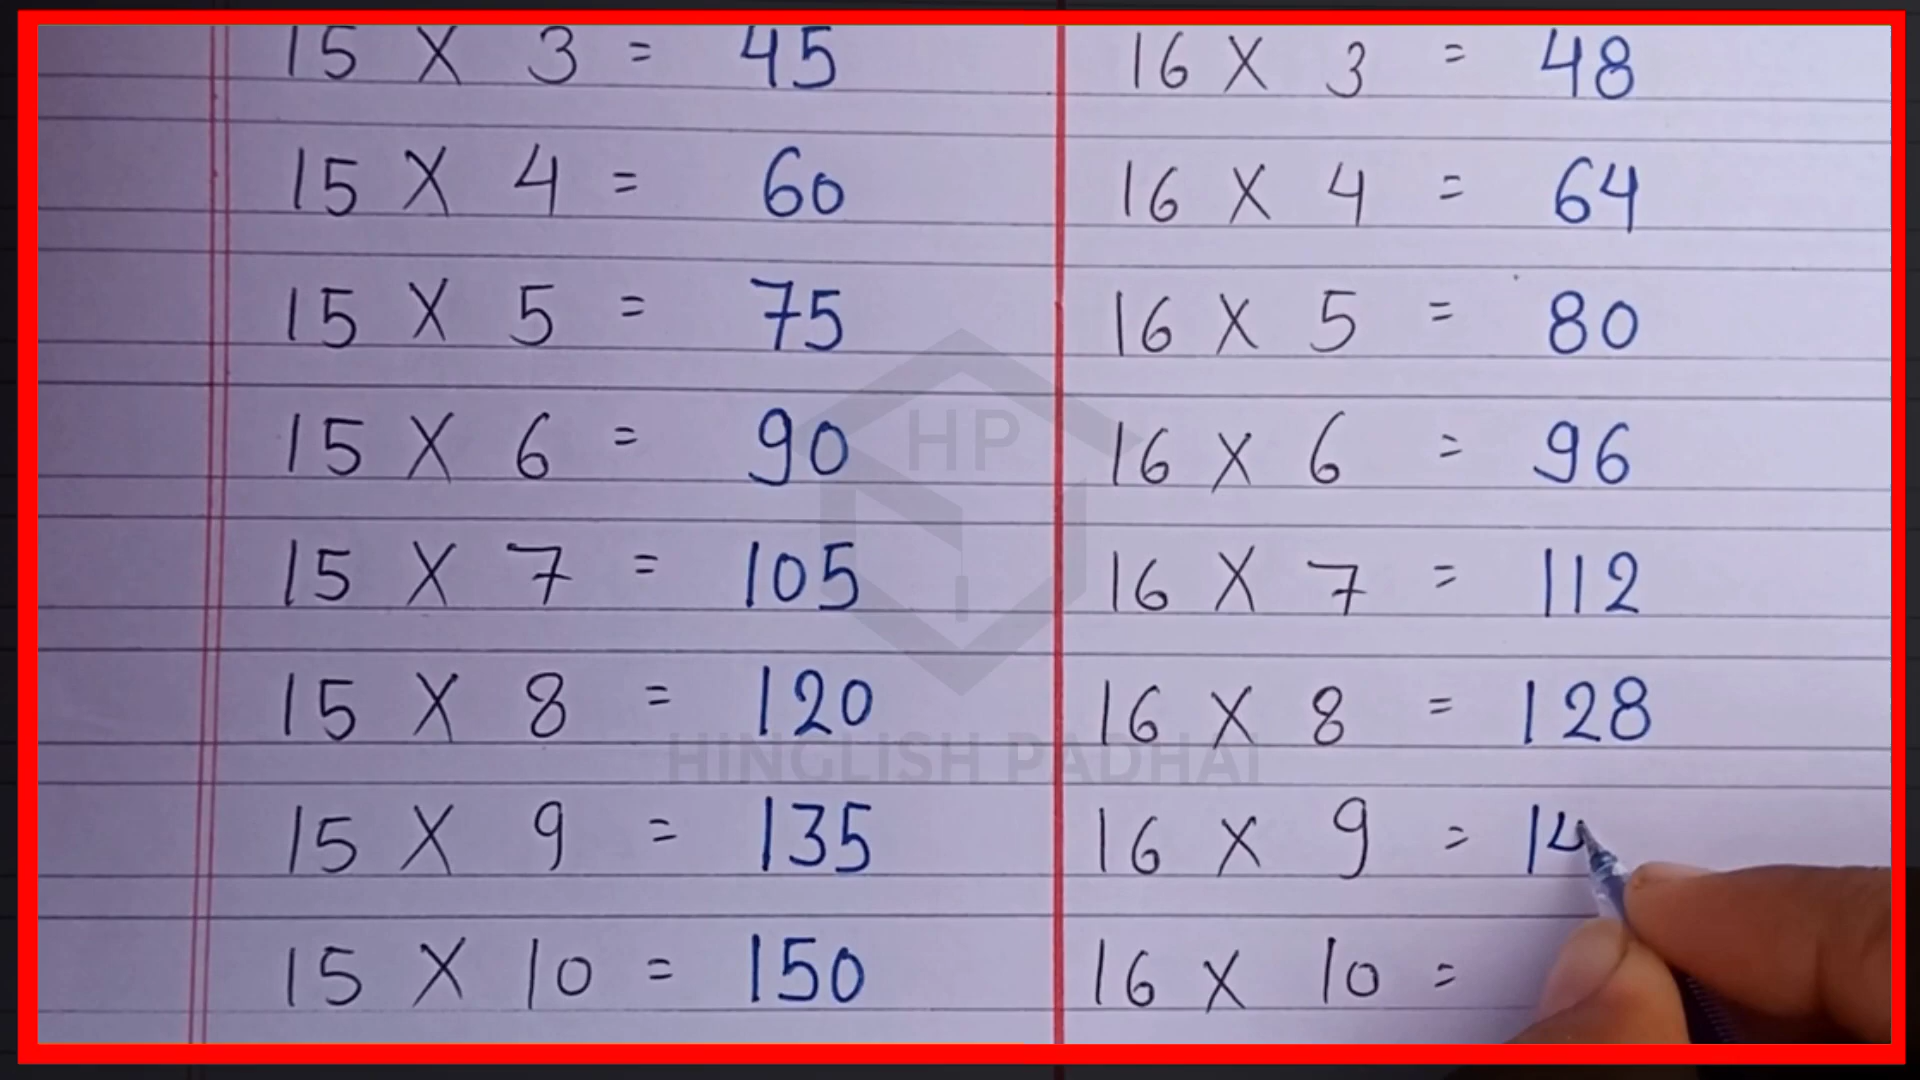 15 X 3 = 45
15 X 4 = 60
15 X 5 = 75
15 X 6 = 90
15 X 7 = 105
15 X 8 = 120
15 X 9 = 135
15 X 10 = 150
16 X 3 = 48
16 X 4 = 64
16 X 5 = 80
16 X 6 = 96
16 X 7 = 112
16 X 8 = 128
16 X 9 = 14
16 X 10 =
HP
HINGLISH PADHAI